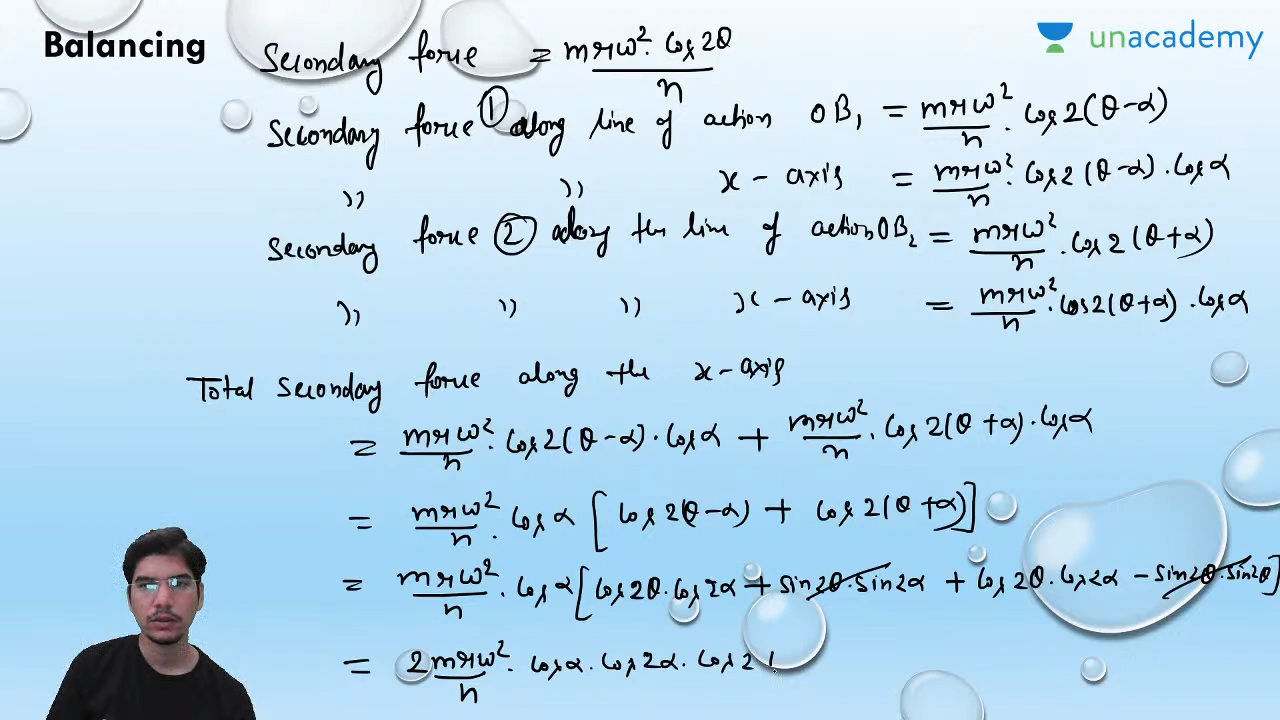 Balancing
unacademy
Secondary force = mrω²/n · cos2θ
Secondary force ① along line of action OB₁ = mrω²/n · cos2(θ-α)
,, ,, x-axis = mrω²/n · cos2(θ-α) · cosα
Secondary force ② along the line of action OB₂ = mrω²/n · cos2(θ+α)
,, ,, ,, x-axis = mrω²/n · cos2(θ+α) · cosα
Total Secondary force along the x-axis
= mrω²/n · cos2(θ-α) · cosα + mrω²/n · cos2(θ+α) · cosα
= mrω²/n · cosα [cos2(θ-α) + cos2(θ+α)]
= mrω²/n · cosα [cos2θ · cos2α + sin2θ · sin2α + cos2θ · cos2α - sin2θ · sin2θ]
= 2mrω²/n · cosα · cos2α · cos2